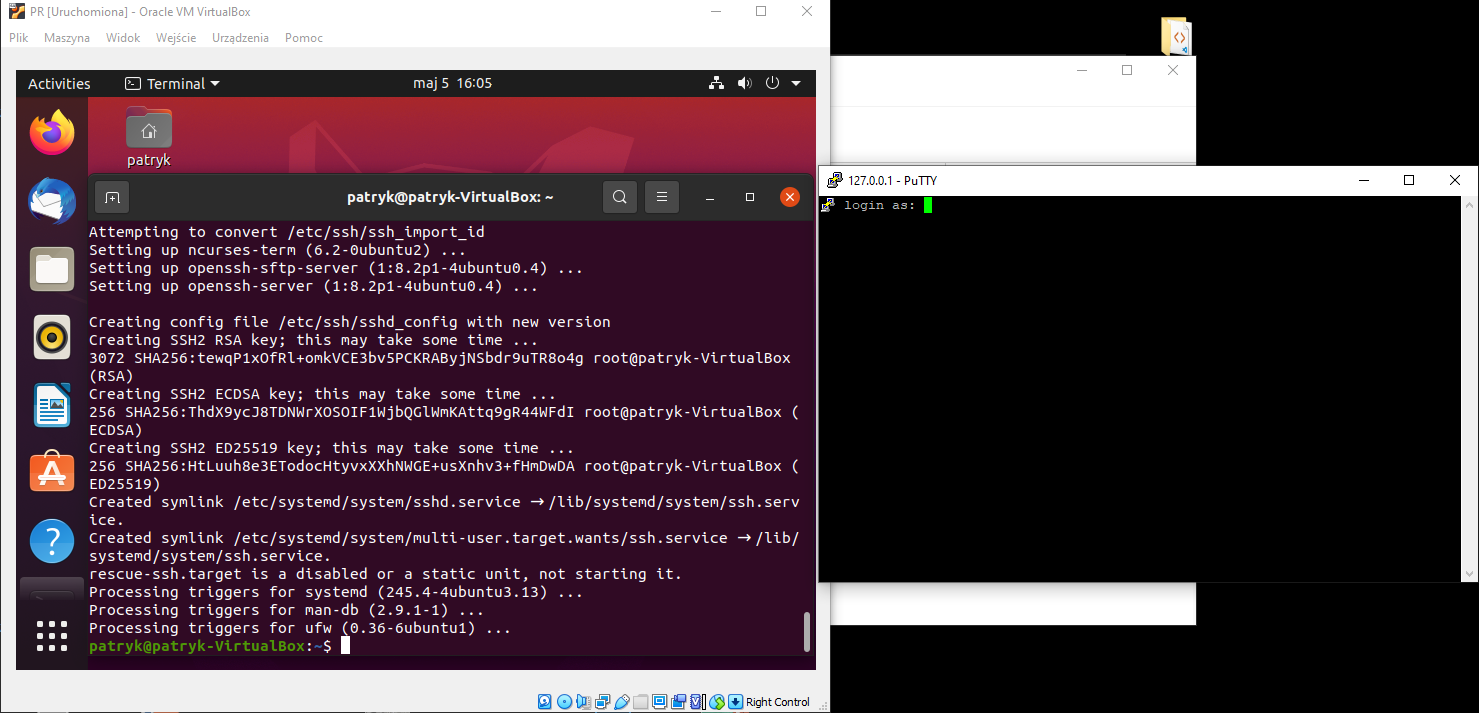 PR [Uruchomiona] - Oracle VM VirtualBox
Plik Maszyna Widok Wejście Urządzenia Pomoc
Activities Terminal maj 5 16:05
patryk
patryk@patryk-VirtualBox: ~
Attempting to convert /etc/ssh/ssh_import_id
Setting up ncurses-term (6.2-0ubuntu2) ...
Setting up openssh-sftp-server (1:8.2p1-4ubuntu0.4) ...
Setting up openssh-server (1:8.2p1-4ubuntu0.4) ...
Creating config file /etc/ssh/sshd_config with new version
Creating SSH2 RSA key; this may take some time ...
3072 SHA256:tewqP1xOfRl+omkVCE3bv5PCKRAByjNSbdr9uTR8o4g root@patryk-VirtualBox
(RSA)
Creating SSH2 ECDSA key; this may take some time ...
256 SHA256:ThdX9ycJ8TDNWrXOSOIF1WjbQGlWmKAttq9gR44WFdI root@patryk-VirtualBox (
ECDSA)
Creating SSH2 ED25519 key; this may take some time ...
256 SHA256:HtLuuh8e3ETodocHtyvxXXhNWGE+usXnhv3+fHmDwDA root@patryk-VirtualBox (
ED25519)
Created symlink /etc/systemd/system/sshd.service → /lib/systemd/system/ssh.serv
ice.
Created symlink /etc/systemd/system/multi-user.target.wants/ssh.service → /lib/
systemd/system/ssh.service.
rescue-ssh.target is a disabled or a static unit, not starting it.
Processing triggers for systemd (245.4-4ubuntu3.13) ...
Processing triggers for man-db (2.9.1-1) ...
Processing triggers for ufw (0.36-6ubuntu1) ...
patryk@patryk-VirtualBox:~$
Right Control
127.0.0.1 - PuTTY
login as: